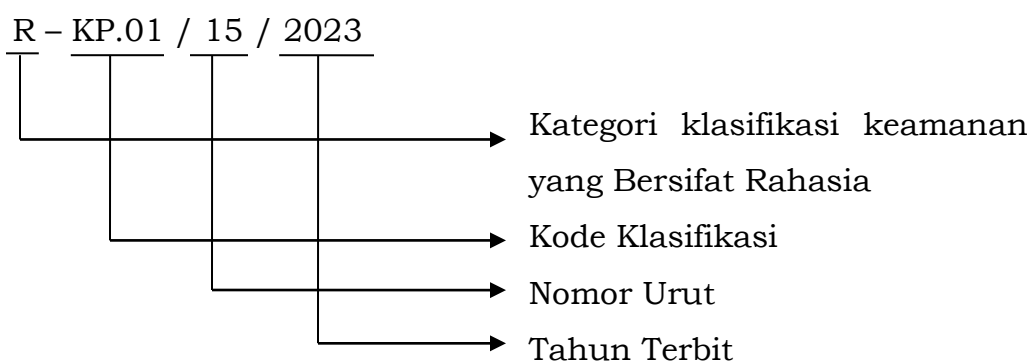 R – KP.01 / 15 / 2023
Kategori klasifikasi keamanan
yang Bersifat Rahasia
Kode Klasifikasi
Nomor Urut
Tahun Terbit